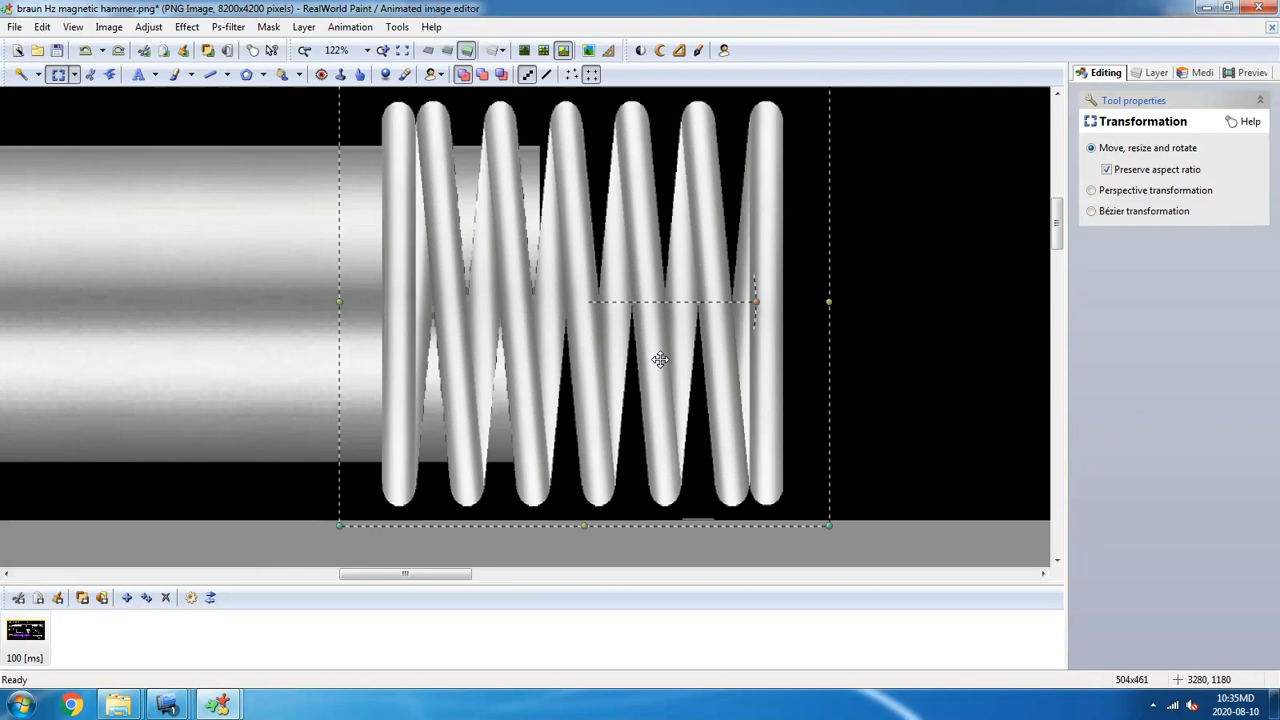 braun Hz magnetic hammer.png* (PNG Image, 8200x4200 pixels) - RealWorld Paint / Animated image editor
File Edit View Image Adjust Effect Ps-filter Mask Layer Animation Tools Help
122%
Editing Layer Medi Preview
Tool properties
Transformation Help
Move, resize and rotate
Preserve aspect ratio
Perspective transformation
Bézier transformation
100 [ms]
Ready 504x461 3280, 1180
10:35MD
2020-08-10